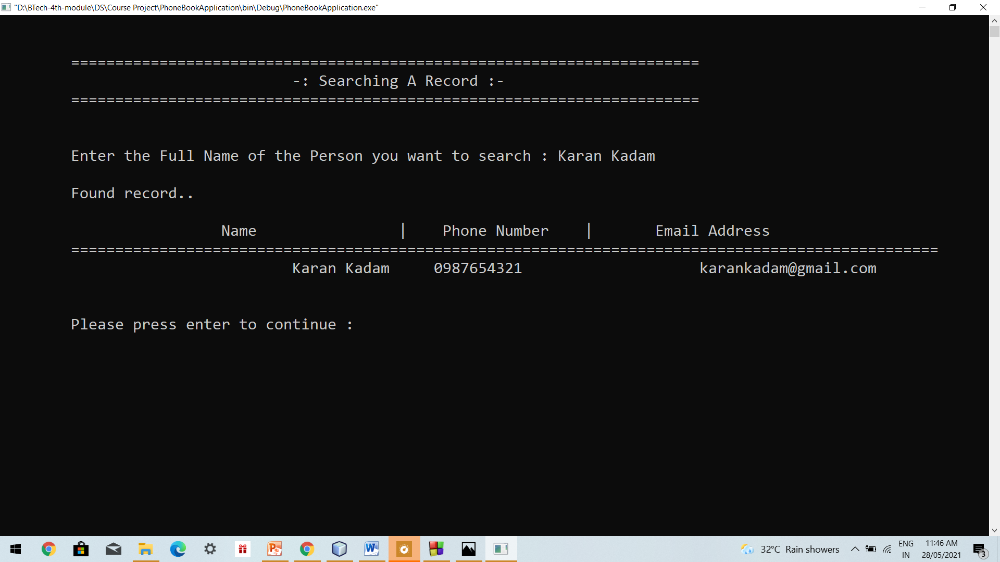 "D:\BTech-4th-module\DS\Course Project\PhoneBookApplication\bin\Debug\PhoneBookApplication.exe"
=======================================================================
-: Searching A Record :-
=======================================================================
Enter the Full Name of the Person you want to search : Karan Kadam
Found record..
Name | Phone Number | Email Address
==================================================================================================
Karan Kadam 0987654321 karankadam@gmail.com
Please press enter to continue :
32°C Rain showers ENG 11:46 AM
IN 28/05/2021 3